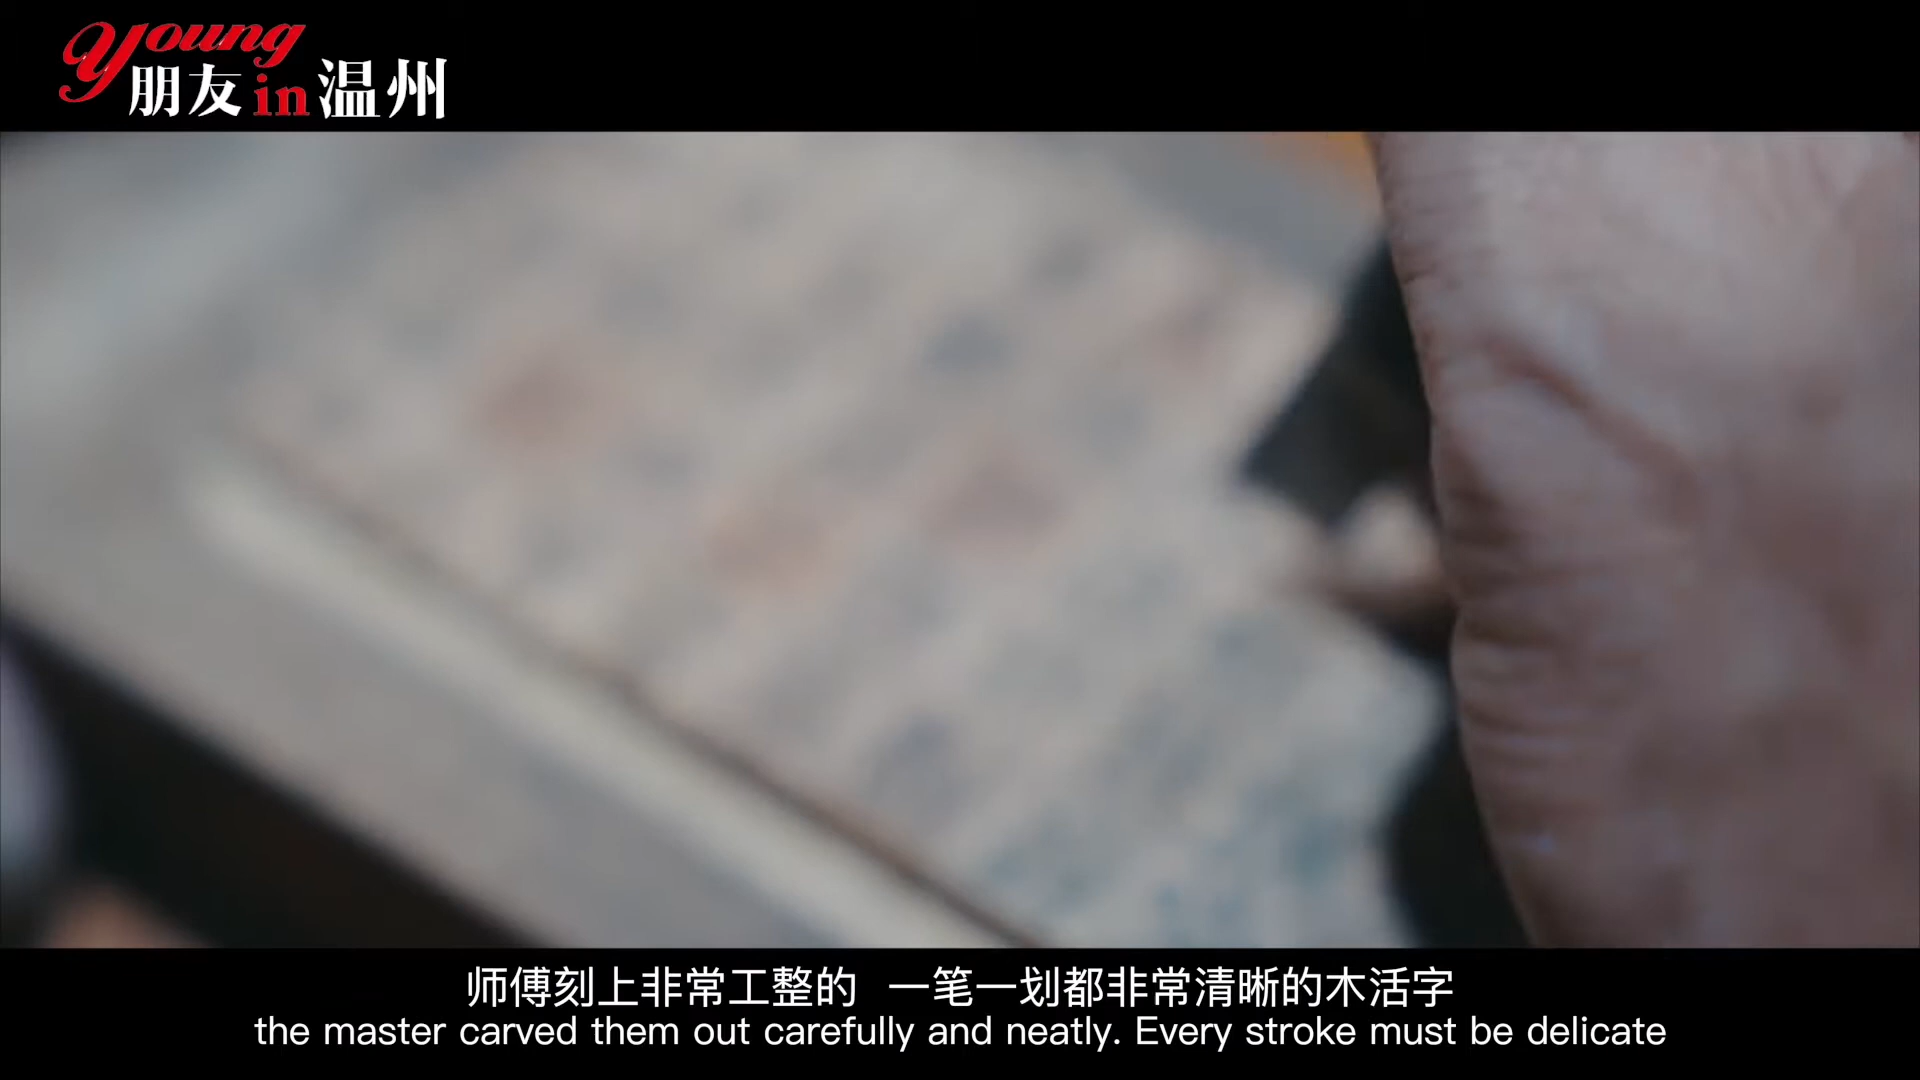 Young
朋友in温州
师傅刻上非常工整的 一笔一划都非常清晰的木活字
the master carved them out carefully and neatly. Every stroke must be delicate